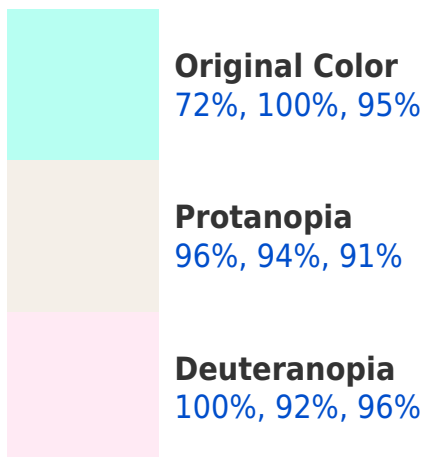 Original Color
72%, 100%, 95%
Protanopia
96%, 94%, 91%
Deuteranopia
100%, 92%, 96%